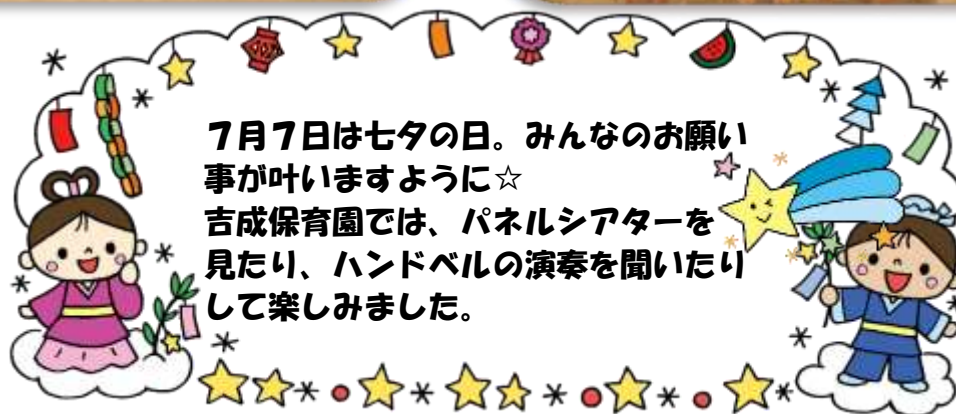 ７月７日は七夕の日。みんなのお願い
事が叶いますように☆
吉成保育園では、パネルシアターを
見たり、ハンドベルの演奏を聞いたり
して楽しみました。